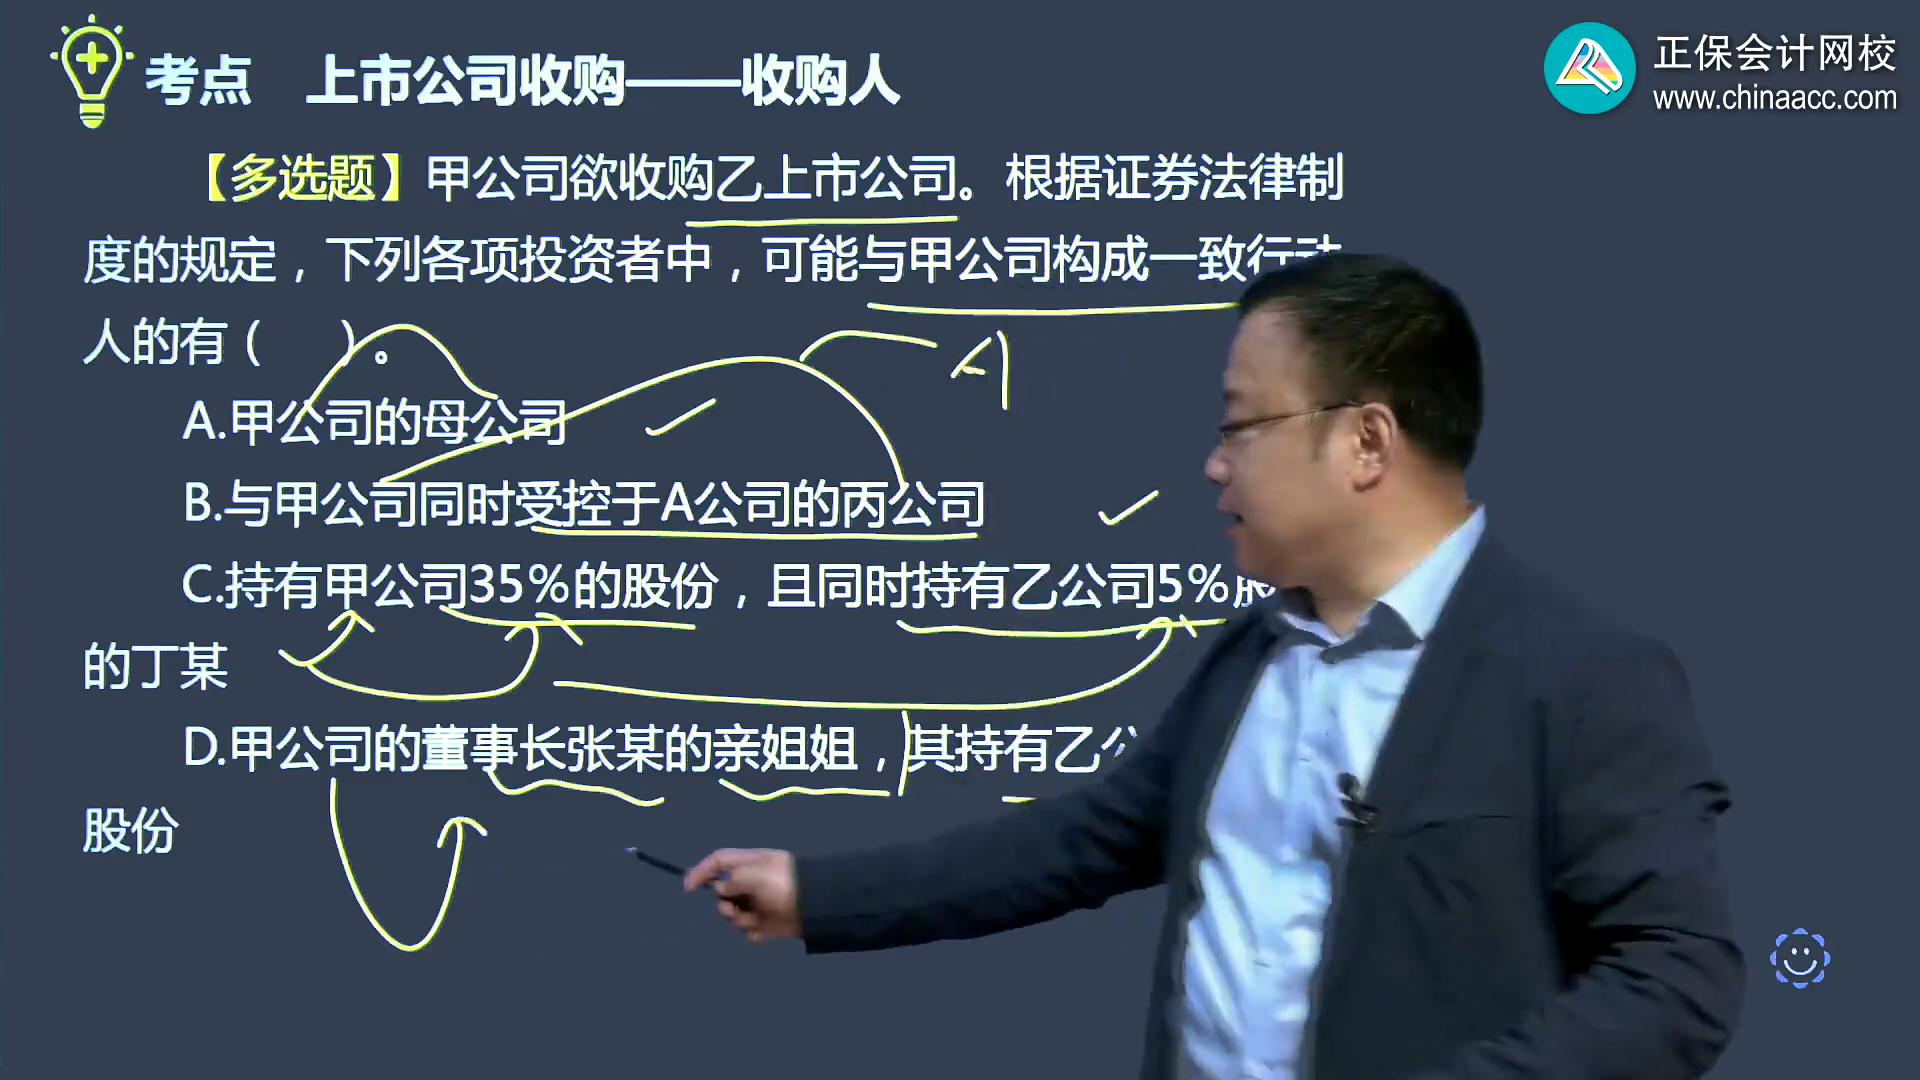 考点 上市公司收购——收购人
正保会计网校
www.chinaacc.com
【多选题】甲公司欲收购乙上市公司。根据证券法律制
度的规定，下列各项投资者中，可能与甲公司构成一致行动
人的有（ ）。
A
A.甲公司的母公司
B.与甲公司同时受控于A公司的丙公司
C.持有甲公司35%的股份，且同时持有乙公司5%股
的丁某
D.甲公司的董事长张某的亲姐姐，其持有乙公
股份